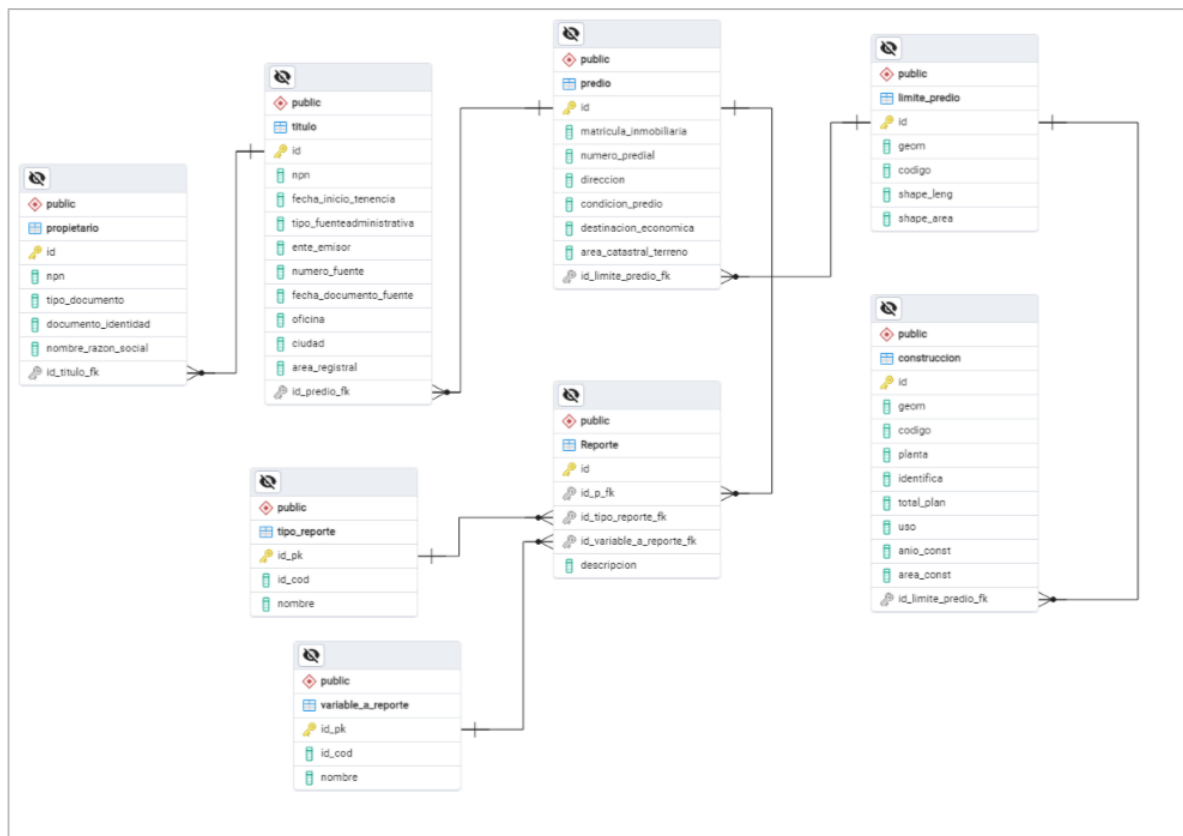 public
propietario
id
npn
tipo_documento
documento_identidad
nombre_razon_social
id_titulo_fk
public
titulo
id
npn
fecha_inicio_tenencia
tipo_fuenteadministrativa
ente_emisor
numero_fuente
fecha_documento_fuente
oficina
ciudad
area_registral
id_predio_fk
public
predio
id
matricula_inmobiliaria
numero_predial
direccion
condicion_predio
destinacion_economica
area_catastral_terreno
id_limite_predio_fk
public
limite_predio
id
geom
codigo
shape_leng
shape_area
public
construccion
id
geom
codigo
planta
identifica
total_plan
uso
anio_const
area_const
id_limite_predio_fk
public
Reporte
id
id_p_fk
id_tipo_reporte_fk
id_variable_a_reporte_fk
descripcion
public
tipo_reporte
id_pk
id_cod
nombre
public
variable_a_reporte
id_pk
id_cod
nombre